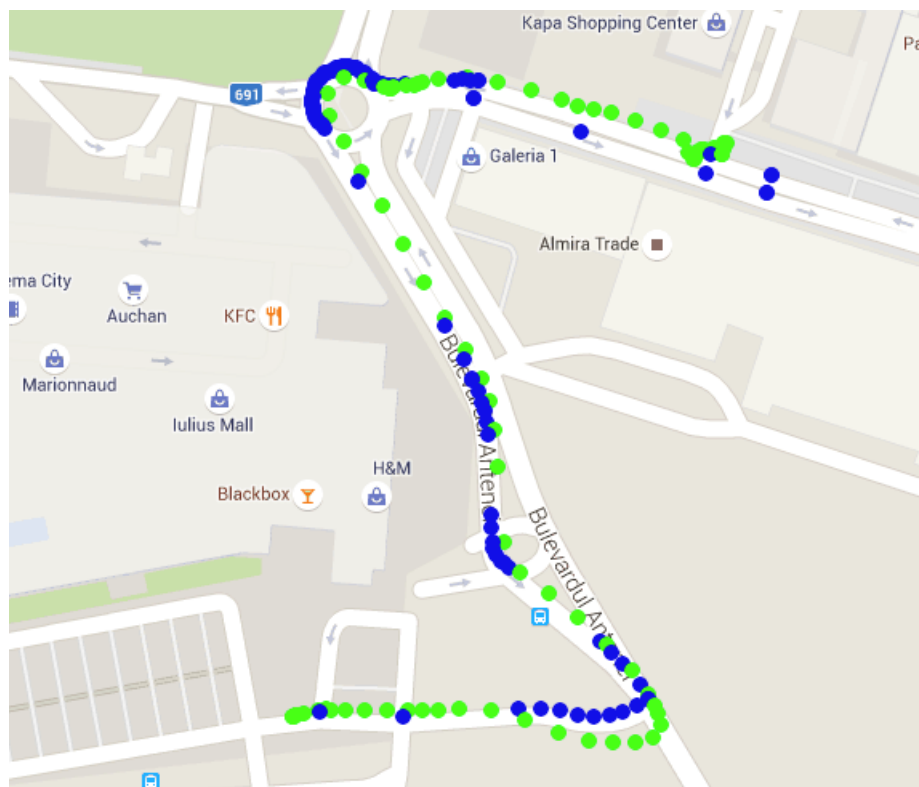 Kapa Shopping Center
Pa
691
Galeria 1
Almira Trade
ema City
Auchan
KFC
Marionnaud
Iulius Mall
H&M
Blackbox
Bulevardul Antene
Bulevardul Ant